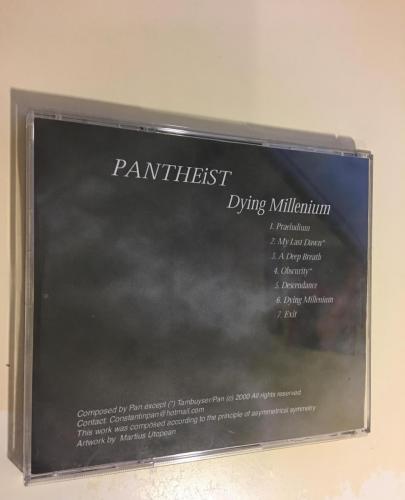 PANTHEiST
Dying Millenium
1. Præludium
2. My Last Dawn*
3. A Deep Breath
4. Obscurity*
5. Descendance
6. Dying Millenium
7. Exit
Composed by Pan except (*) Tambuyser/Pan (c) 2000 All rights reserved
Contact: Constantinpan@hotmail.com
This work was composed according to the principle of asymmetrical symmetry
Artwork by Martius Utopean